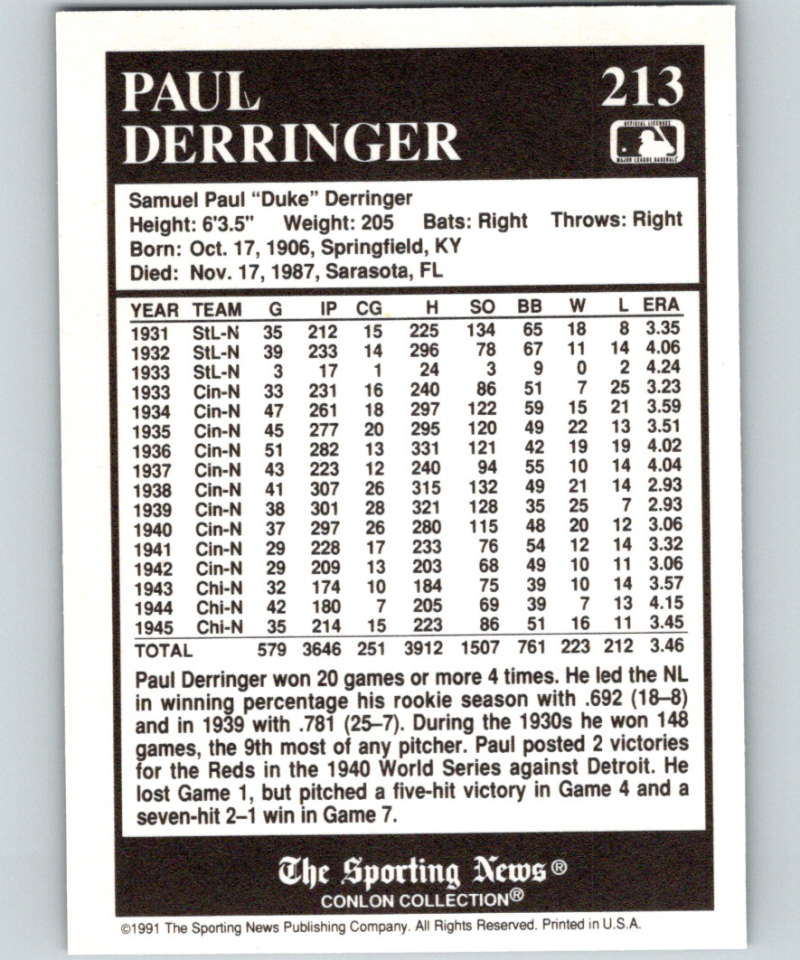 PAUL 213
DERRINGER
OFFICIAL LICENSEE
MAJOR LEAGUE BASEBALL
Samuel Paul “Duke” Derringer
Height: 6'3.5" Weight: 205 Bats: Right Throws: Right
Born: Oct. 17, 1906, Springfield, KY
Died: Nov. 17, 1987, Sarasota, FL
YEAR TEAM G IP CG H SO BB W L ERA
1931 StL-N 35 212 15 225 134 65 18 8 3.35
1932 StL-N 39 233 14 296 78 67 11 14 4.06
1933 StL-N 3 17 1 24 3 9 0 2 4.24
1933 Cin-N 33 231 16 240 86 51 7 25 3.23
1934 Cin-N 47 261 18 297 122 59 15 21 3.59
1935 Cin-N 45 277 20 295 120 49 22 13 3.51
1936 Cin-N 51 282 13 331 121 42 19 19 4.02
1937 Cin-N 43 223 12 240 94 55 10 14 4.04
1938 Cin-N 41 307 26 315 132 49 21 14 2.93
1939 Cin-N 38 301 28 321 128 35 25 7 2.93
1940 Cin-N 37 297 26 280 115 48 20 12 3.06
1941 Cin-N 29 228 17 233 76 54 12 14 3.32
1942 Cin-N 29 209 13 203 68 49 10 11 3.06
1943 Chi-N 32 174 10 184 75 39 10 14 3.57
1944 Chi-N 42 180 7 205 69 39 7 13 4.15
1945 Chi-N 35 214 15 223 86 51 16 11 3.45
TOTAL 579 3646 251 3912 1507 761 223 212 3.46
Paul Derringer won 20 games or more 4 times. He led the NL
in winning percentage his rookie season with .692 (18–8)
and in 1939 with .781 (25–7). During the 1930s he won 148
games, the 9th most of any pitcher. Paul posted 2 victories
for the Reds in the 1940 World Series against Detroit. He
lost Game 1, but pitched a five-hit victory in Game 4 and a
seven-hit 2–1 win in Game 7.
The Sporting News®
CONLON COLLECTION®
©1991 The Sporting News Publishing Company. All Rights Reserved. Printed in U.S.A.